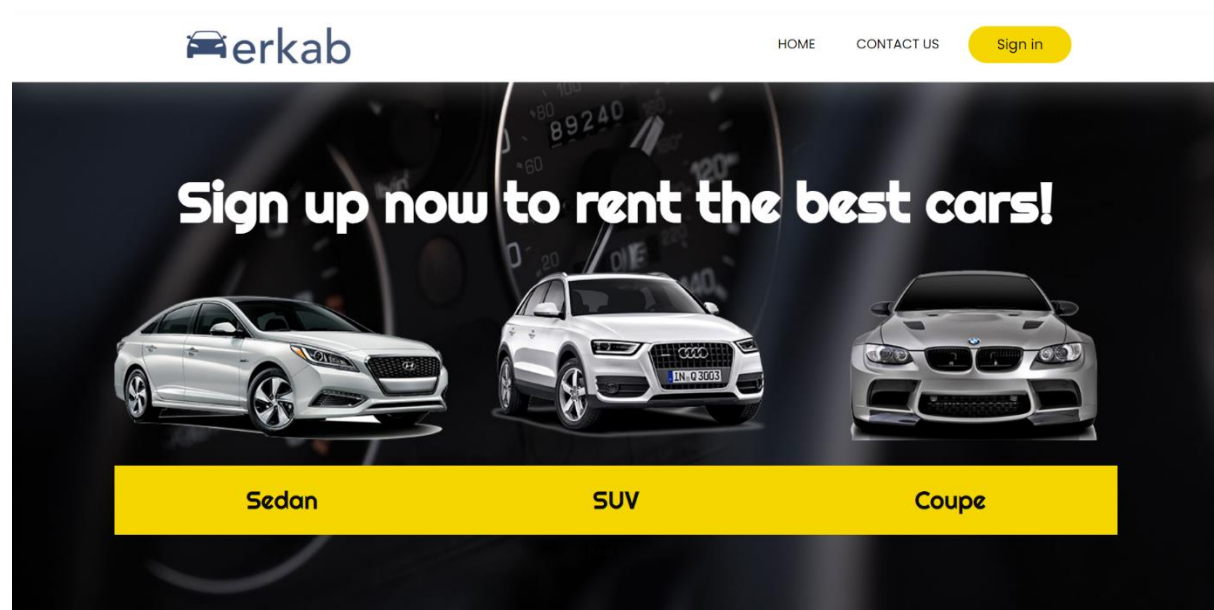 erkab
HOME CONTACT US Sign in
89240
Sign up now to rent the best cars!
IN·Q 3003
Sedan SUV Coupe